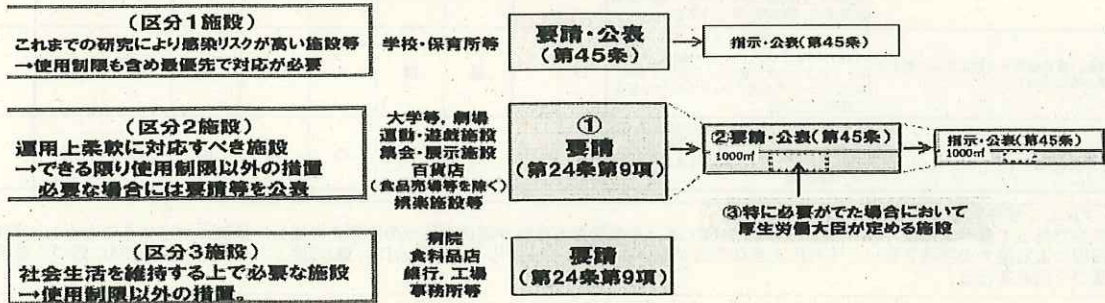 (区分1施設)
これまでの研究により感染リスクが高い施設等
→使用制限も含め最優先で対応が必要
学校・保育所等
要請・公表
(第45条)
指示・公表(第45条)
(区分2施設)
運用上柔軟に対応すべき施設
→できる限り使用制限以外の措置
必要な場合には要請等を公表
大学等、劇場
運動・遊戯施設
集会・展示施設
百貨店
(食品売場等を除く)
娯楽施設等
①
要請
(第24条第9項)
②要請・公表(第45条)
1000㎡
指示・公表(第45条)
1000㎡
③特に必要がでた場合において
厚生労働大臣が定める施設
(区分3施設)
社会生活を維持する上で必要な施設
→使用制限以外の措置。
病院
食料品店
銀行、工場
事務所等
要請
(第24条第9項)